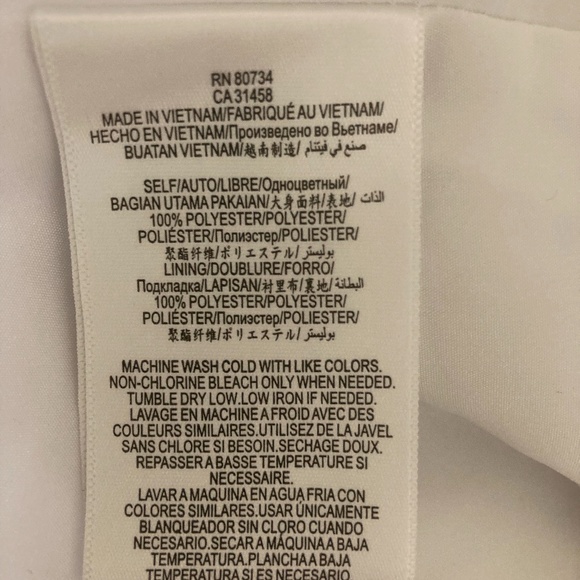 RN 80734
CA 31458
MADE IN VIETNAM/FABRIQUÉ AU VIETNAM/
HECHO EN VIETNAM/Произведено во Вьетнаме/
BUATAN VIETNAM/越南制造/ صنع في فيتنام
SELF/AUTO/LIBRE/Одноцветный/
BAGIAN UTAMA PAKAIAN/大身面料/表地/ الذات
100% POLYESTER/POLYESTER/
POLIÉSTER/Полиэстер/POLYESTER/
聚酯纤维/ポリエステル/ بوليستر
LINING/DOUBLURE/FORRO/
Подкладка/LAPISAN/衬里布/裏地/ البطانة
100% POLYESTER/POLYESTER/
POLIÉSTER/Полиэстер/POLYESTER/
聚酯纤维/ポリエステル/ بوليستر
MACHINE WASH COLD WITH LIKE COLORS.
NON-CHLORINE BLEACH ONLY WHEN NEEDED.
TUMBLE DRY LOW.LOW IRON IF NEEDED.
LAVAGE EN MACHINE A FROID AVEC DES
COULEURS SIMILAIRES.UTILISEZ DE LA JAVEL
SANS CHLORE SI BESOIN.SECHAGE DOUX.
REPASSER A BASSE TEMPERATURE SI
NECESSAIRE.
LAVAR A MAQUINA EN AGUA FRIA CON
COLORES SIMILARES.USAR ÚNICAMENTE
BLANQUEADOR SIN CLORO CUANDO
NECESARIO.SECAR A MÁQUINA A BAJA
TEMPERATURA.PLANCHA A BAJA
TEMPERATURA SI ES NECESARIO.